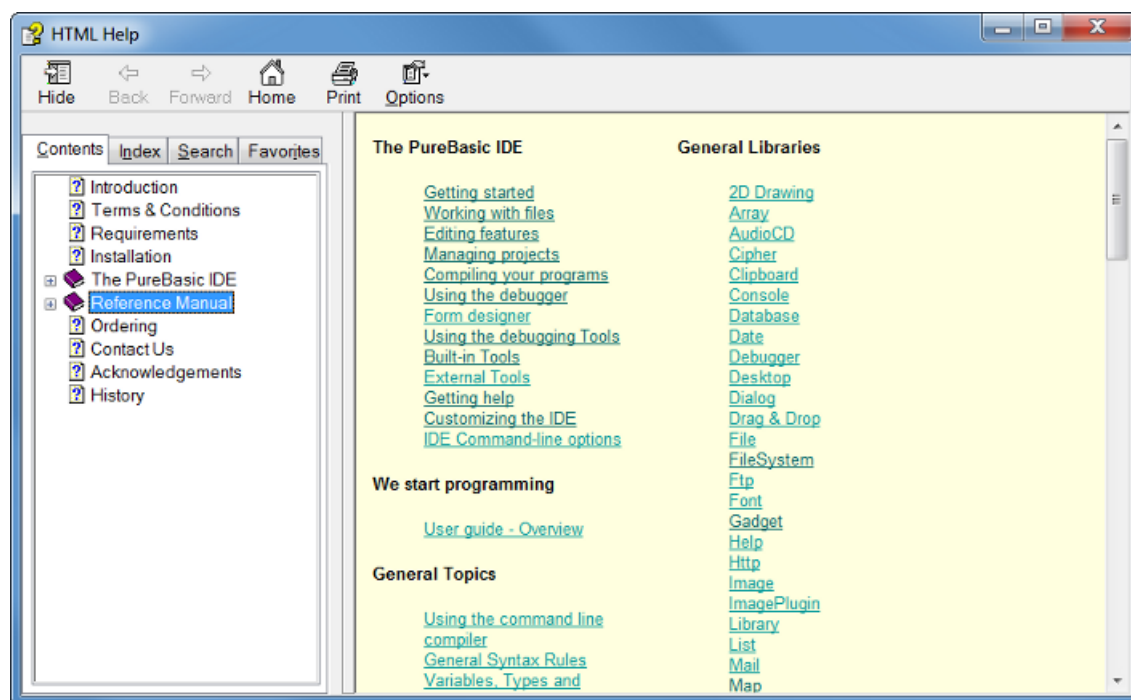 HTML Help
Hide Back Forward Home Print Options
Contents Index Search Favorites
Introduction
Terms & Conditions
Requirements
Installation
The PureBasic IDE
Reference Manual
Ordering
Contact Us
Acknowledgements
History
The PureBasic IDE
Getting started
Working with files
Editing features
Managing projects
Compiling your programs
Using the debugger
Form designer
Using the debugging Tools
Built-in Tools
External Tools
Getting help
Customizing the IDE
IDE Command-line options
We start programming
User guide - Overview
General Topics
Using the command line
compiler
General Syntax Rules
Variables, Types and
General Libraries
2D Drawing
Array
AudioCD
Cipher
Clipboard
Console
Database
Date
Debugger
Desktop
Dialog
Drag & Drop
File
FileSystem
Ftp
Font
Gadget
Help
Http
Image
ImagePlugin
Library
List
Mail
Map